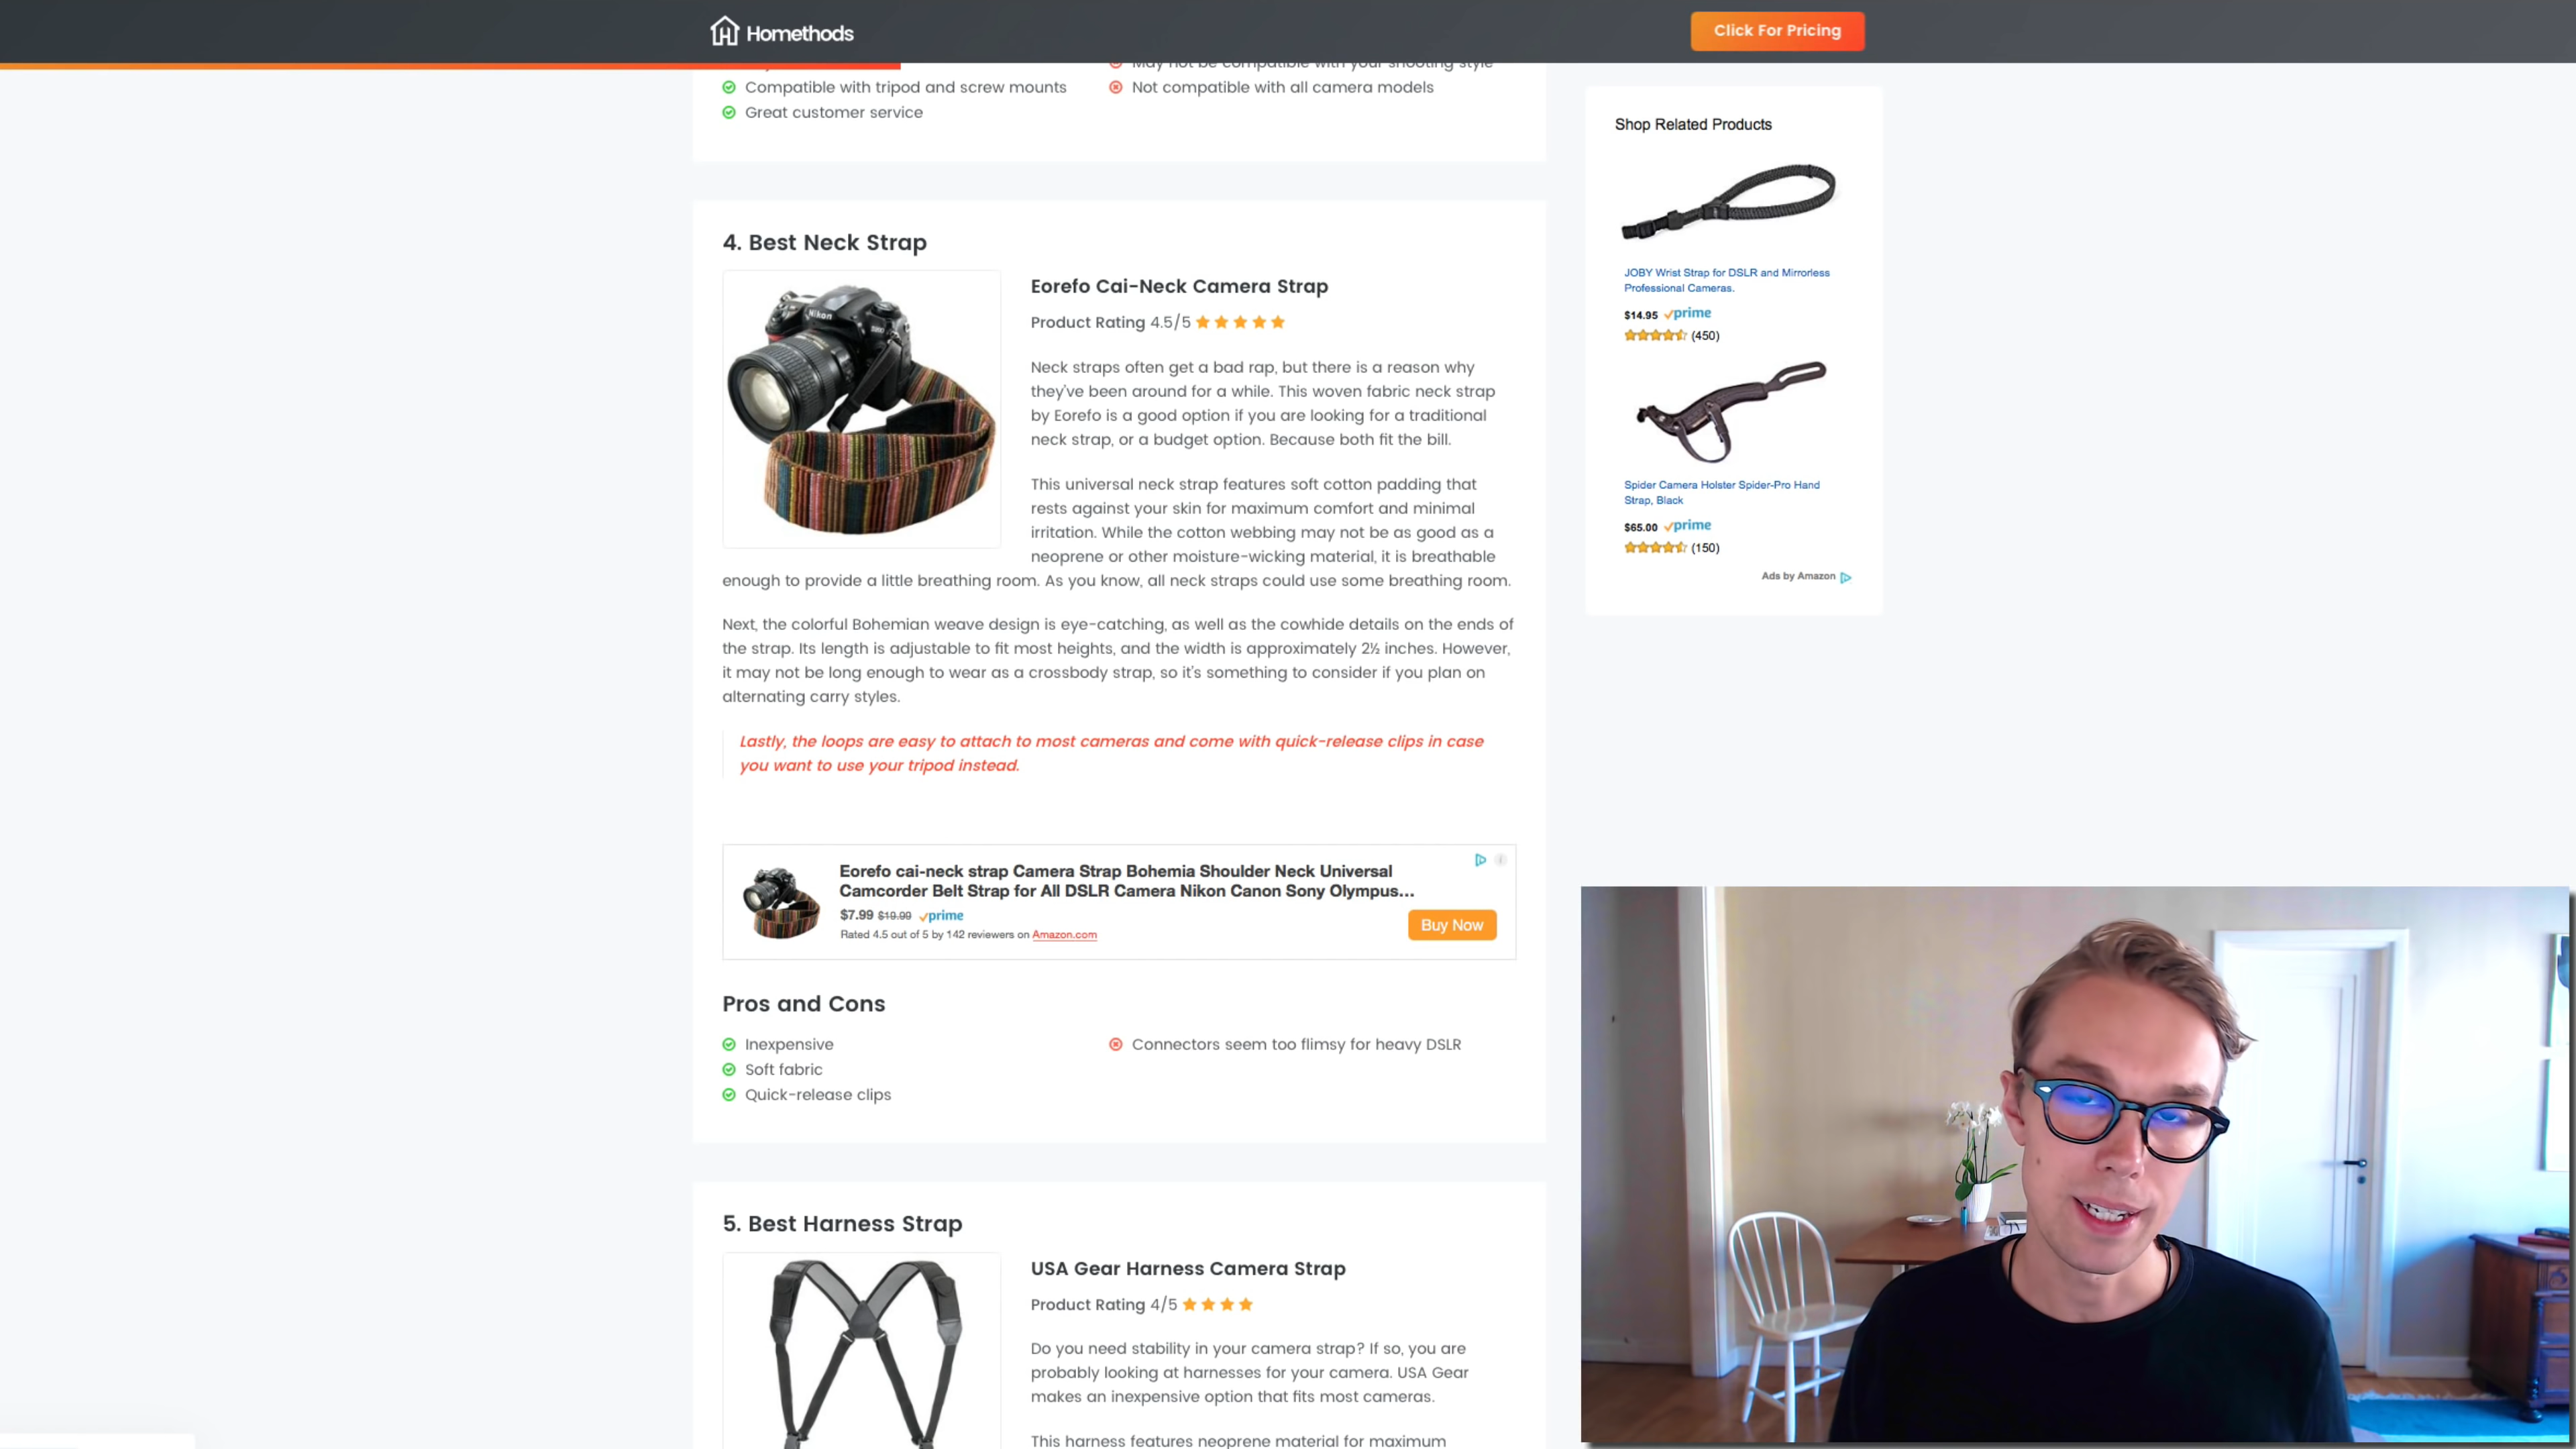 Homethods
Click For Pricing
May not be compatible with your shooting style
Compatible with tripod and screw mounts
Not compatible with all camera models
Great customer service
4. Best Neck Strap
Nikon
Eorefo Cai-Neck Camera Strap
Product Rating 4.5/5
Neck straps often get a bad rap, but there is a reason why
they've been around for a while. This woven fabric neck strap
by Eorefo is a good option if you are looking for a traditional
neck strap, or a budget option. Because both fit the bill.
This universal neck strap features soft cotton padding that
rests against your skin for maximum comfort and minimal
irritation. While the cotton webbing may not be as good as a
neoprene or other moisture-wicking material, it is breathable
enough to provide a little breathing room. As you know, all neck straps could use some breathing room.
Next, the colorful Bohemian weave design is eye-catching, as well as the cowhide details on the ends of
the strap. Its length is adjustable to fit most heights, and the width is approximately 2½ inches. However,
it may not be long enough to wear as a crossbody strap, so it's something to consider if you plan on
alternating carry styles.
Lastly, the loops are easy to attach to most cameras and come with quick-release clips in case
you want to use your tripod instead.
Eorefo cai-neck strap Camera Strap Bohemia Shoulder Neck Universal
Camcorder Belt Strap for All DSLR Camera Nikon Canon Sony Olympus...
$7.99 $19.99 prime
Rated 4.5 out of 5 by 142 reviewers on Amazon.com
Buy Now
Pros and Cons
Inexpensive
Connectors seem too flimsy for heavy DSLR
Soft fabric
Quick-release clips
5. Best Harness Strap
USA Gear Harness Camera Strap
Product Rating 4/5
Do you need stability in your camera strap? If so, you are
probably looking at harnesses for your camera. USA Gear
makes an inexpensive option that fits most cameras.
This harness features neoprene material for maximum
Shop Related Products
JOBY Wrist Strap for DSLR and Mirrorless
Professional Cameras.
$14.95 prime
(450)
Spider Camera Holster Spider-Pro Hand
Strap, Black
$65.00 prime
(150)
Ads by Amazon